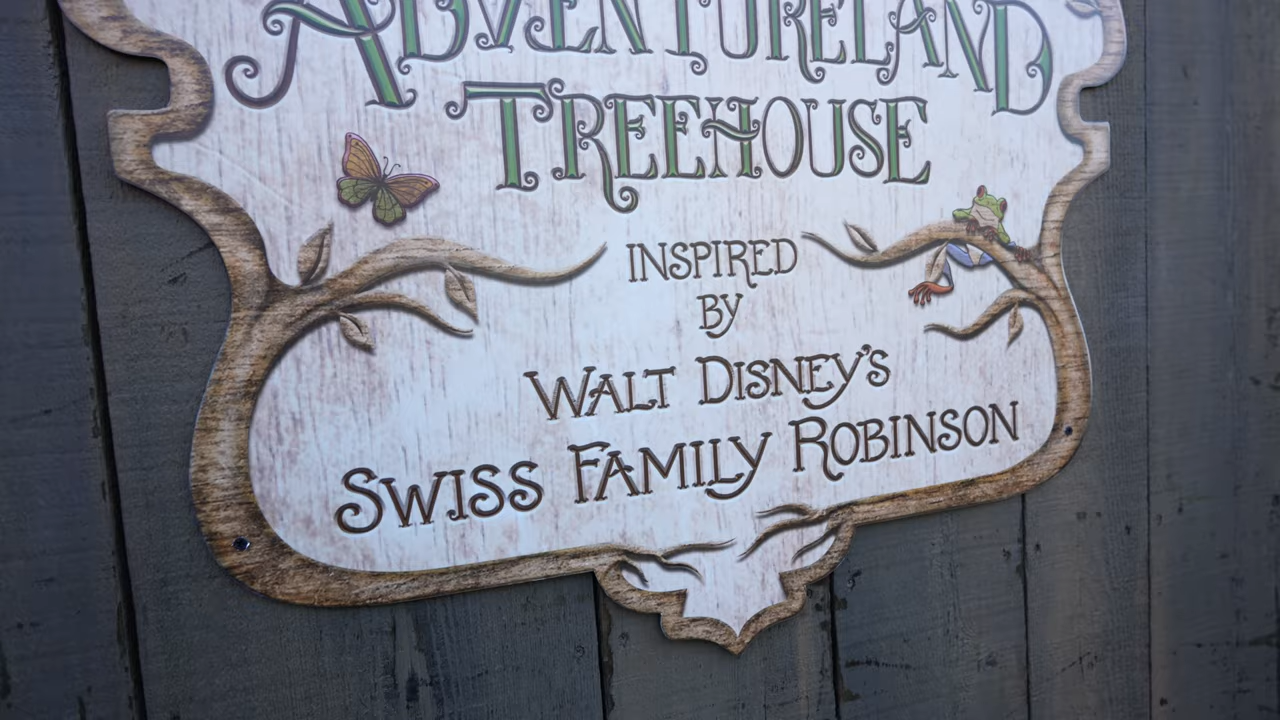 ADVENTURELAND
TREEHOUSE
INSPIRED
BY
WALT DISNEY'S
SWISS FAMILY ROBINSON